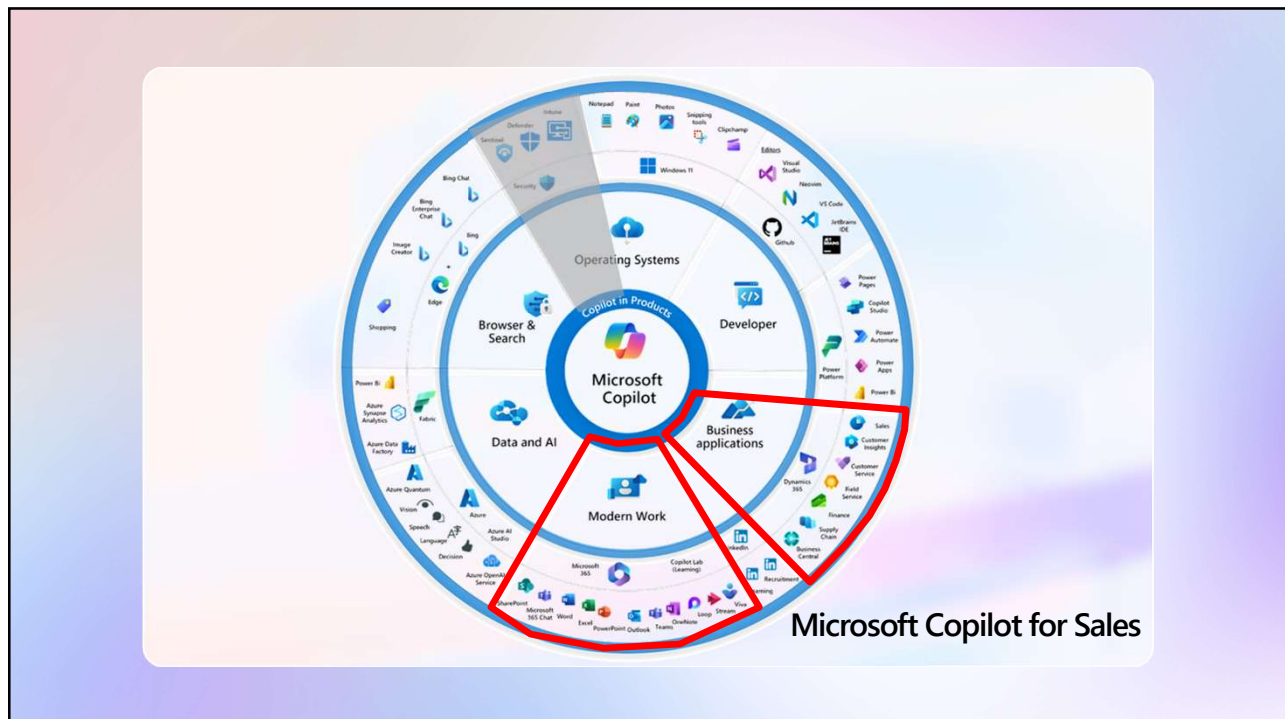 Notepad
Paint
Photos
Snipping
tools
Clipchamp
Intune
Defender
Sentinel
Security
Windows 11
Editors
Visual
Studio
Neovim
VS Code
JetBrains
IDE
JET
BRAINS
Github
Bing Chat
Bing
Enterprise
Chat
Image
Creator
Bing
Edge
Shopping
Operating Systems
Browser &
Search
Developer
Copilot in Products
Microsoft
Copilot
Power
Pages
Copilot
Studio
Power
Automate
Power
Apps
Power BI
Power
Platform
Power Bi
Azure
Synapse
Analytics
Azure Data
Factory
Fabric
Data and AI
Business
applications
Modern Work
Sales
Customer
Insights
Customer
Service
Field
Service
Finance
Supply
Chain
Business
Central
Dynamics
365
Azure Quantum
Vision
Speech
Language
Decision
Azure OpenAI
Service
Azure
Azure AI
Studio
Microsoft
365
Copilot Lab
(Learning)
LinkedIn
Recruitment
Learning
SharePoint
Microsoft
365 Chat
Word
Excel
PowerPoint
Outlook
Teams
OneNote
Loop
Stream
Viva
Microsoft Copilot for Sales